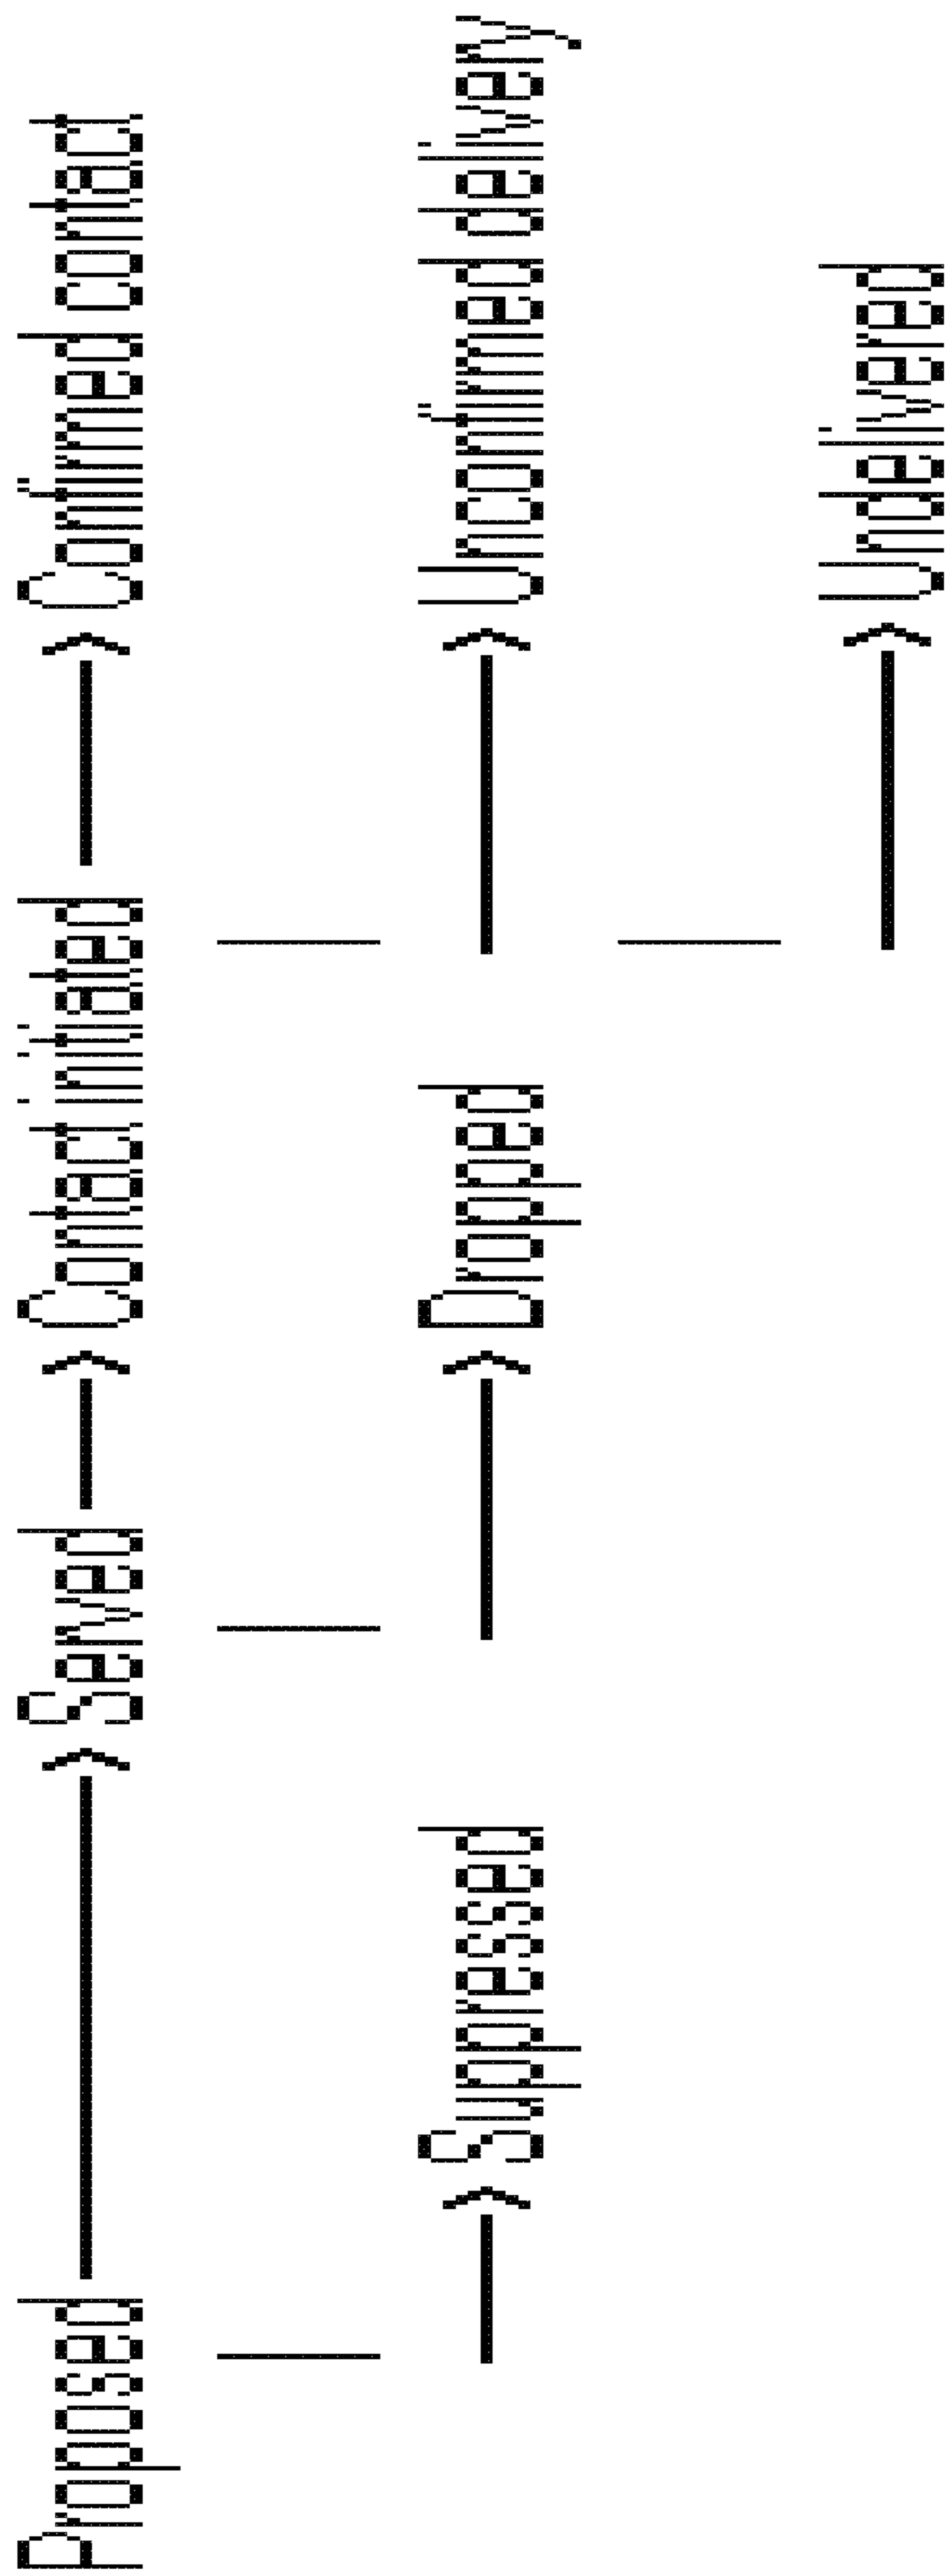 Proposed Served Contact initiated Confirmed contact
Suppressed Dropped Unconfirmed delivery
Undelivered